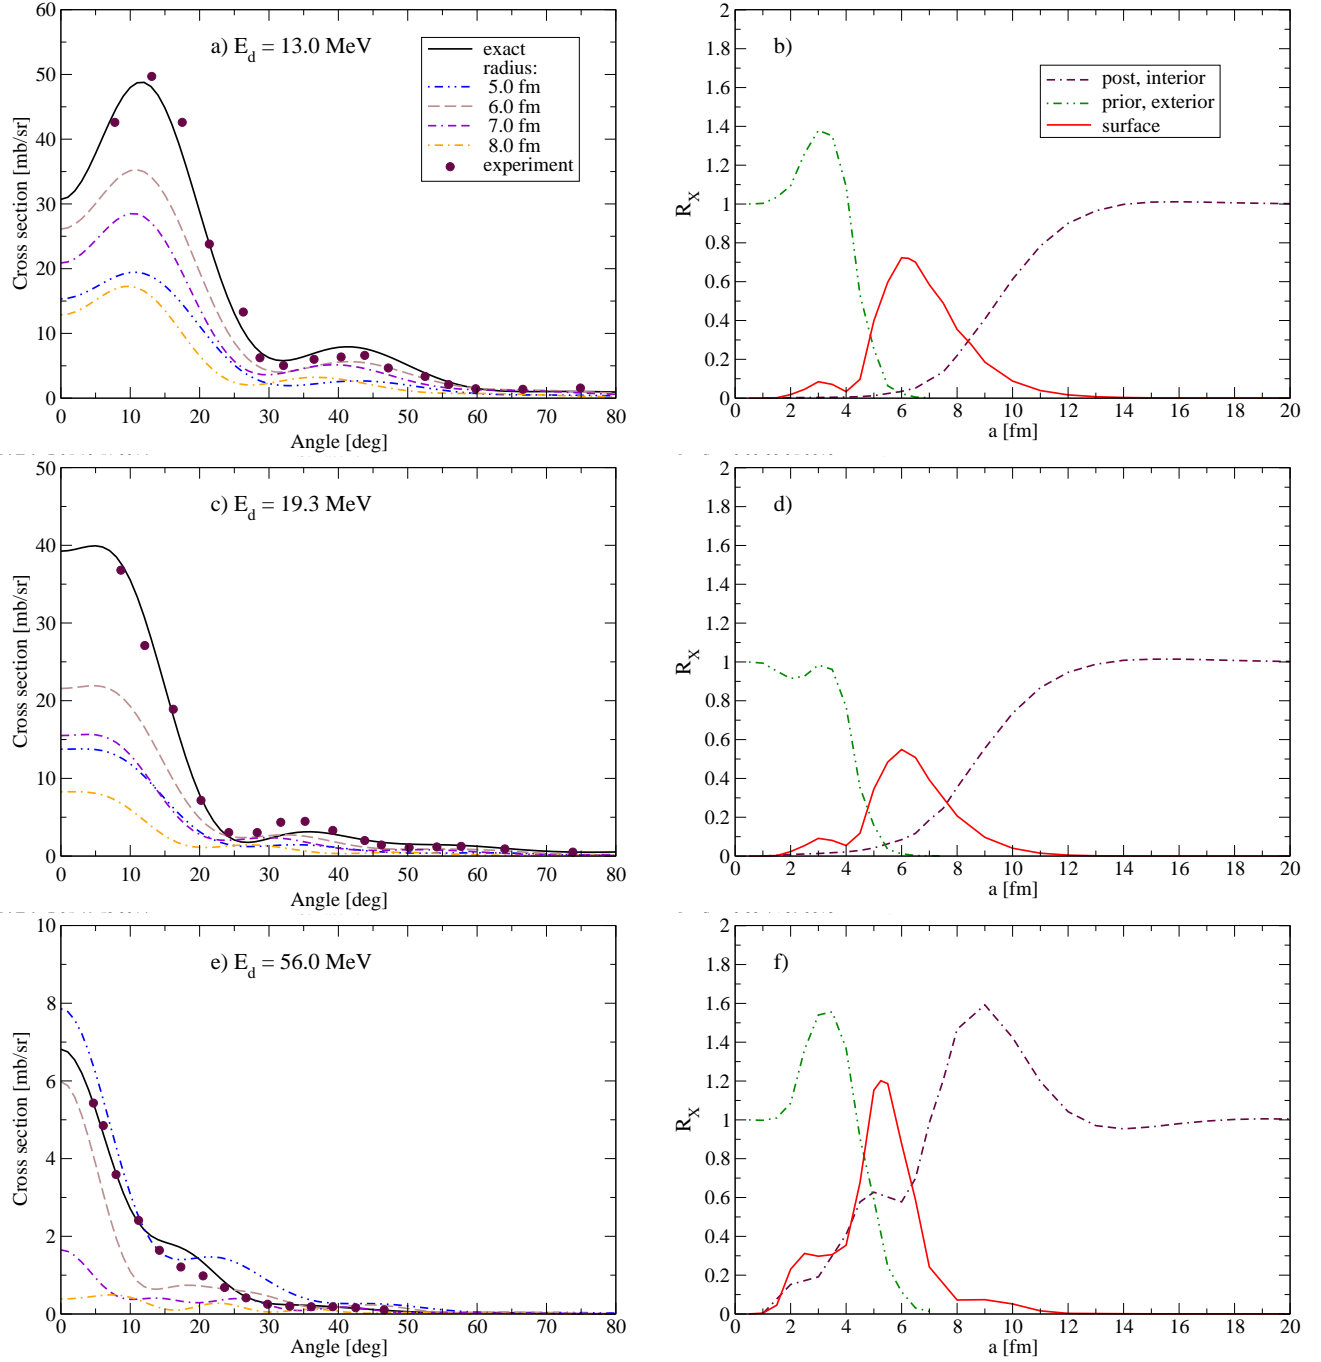 a) E_d = 13.0 MeV
exact
radius:
5.0 fm
6.0 fm
7.0 fm
8.0 fm
experiment
Cross section [mb/sr]
60
50
40
30
20
10
0
0 10 20 30 40 50 60 70 80
Angle [deg]
b)
post, interior
prior, exterior
surface
R_X
2
1.8
1.6
1.4
1.2
1
0.8
0.6
0.4
0.2
0
0 2 4 6 8 10 12 14 16 18 20
a [fm]
c) E_d = 19.3 MeV
Cross section [mb/sr]
50
40
30
20
10
0
0 10 20 30 40 50 60 70 80
Angle [deg]
d)
R_X
2
1.8
1.6
1.4
1.2
1
0.8
0.6
0.4
0.2
0
0 2 4 6 8 10 12 14 16 18 20
a [fm]
e) E_d = 56.0 MeV
Cross section [mb/sr]
10
8
6
4
2
0
0 10 20 30 40 50 60 70 80
Angle [deg]
f)
R_X
2
1.8
1.6
1.4
1.2
1
0.8
0.6
0.4
0.2
0
0 2 4 6 8 10 12 14 16 18 20
a [fm]